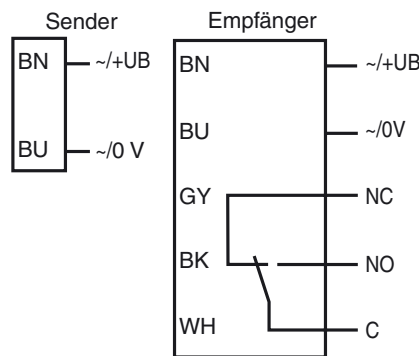 Sender
BN ~/+UB
BU ~/0 V
Empfänger
BN ~/+UB
BU ~/0V
GY NC
BK NO
WH C